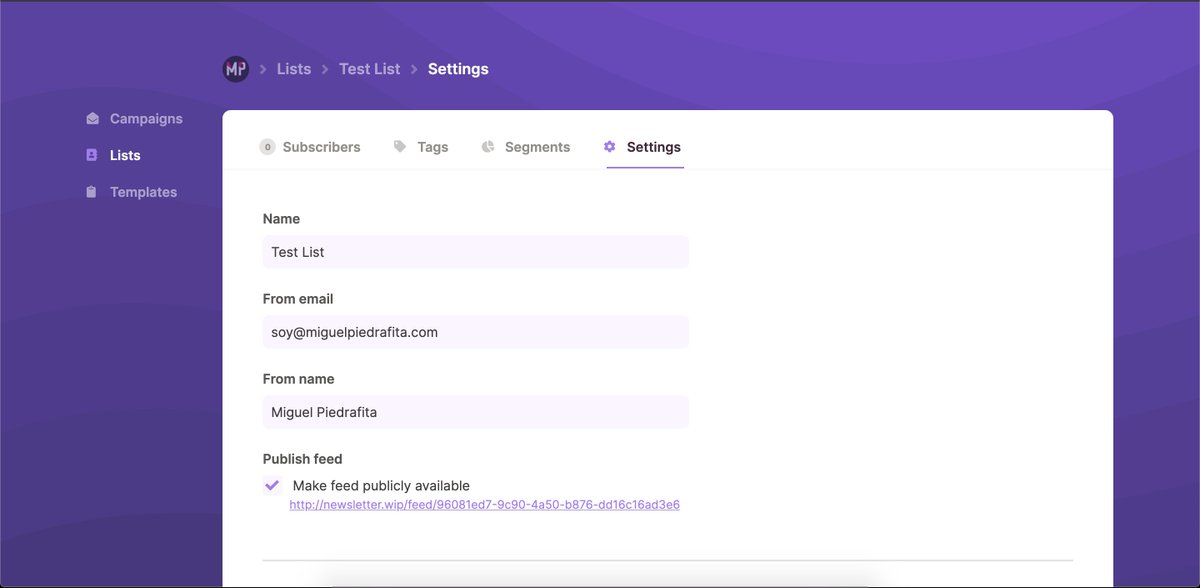 MP > Lists > Test List > Settings
Campaigns
Lists
Templates
0 Subscribers Tags Segments Settings
Name
Test List
From email
soy@miguelpiedrafita.com
From name
Miguel Piedrafita
Publish feed
Make feed publicly available
http://newsletter.wip/feed/96081ed7-9c90-4a50-b876-dd16c16ad3e6